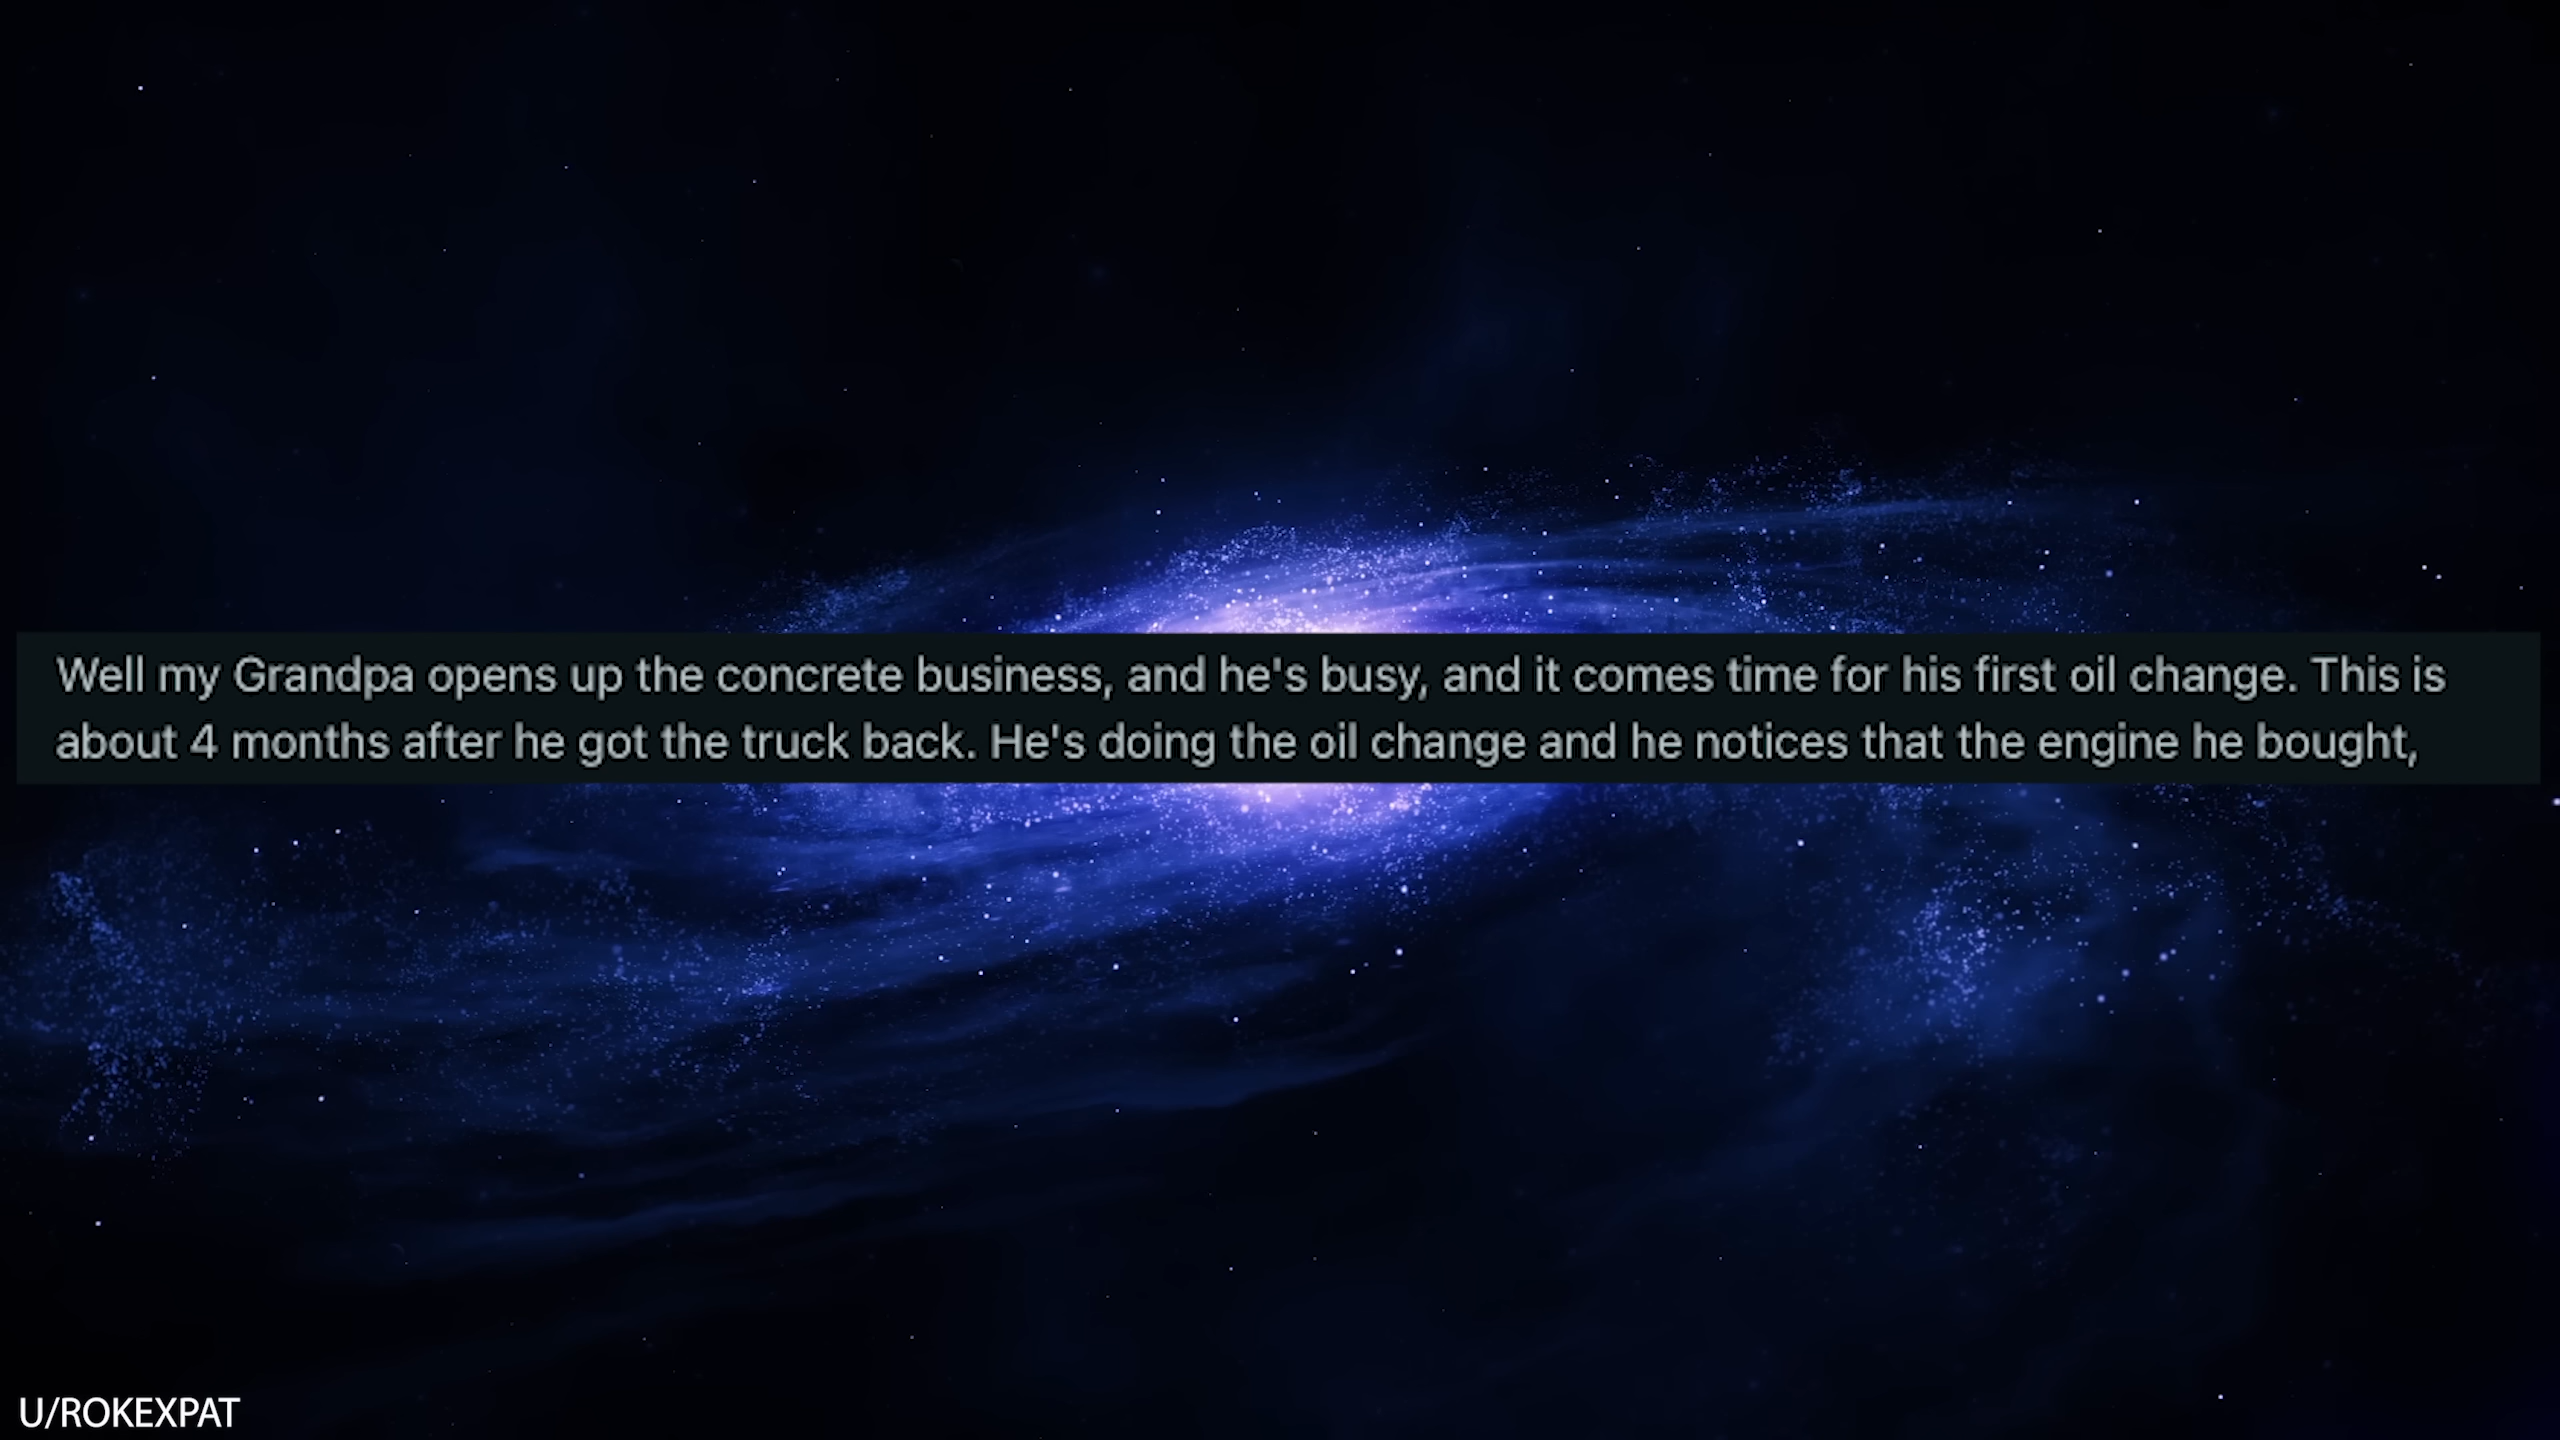 Well my Grandpa opens up the concrete business, and he's busy, and it comes time for his first oil change. This is
about 4 months after he got the truck back. He's doing the oil change and he notices that the engine he bought,
U/ROKEXPAT